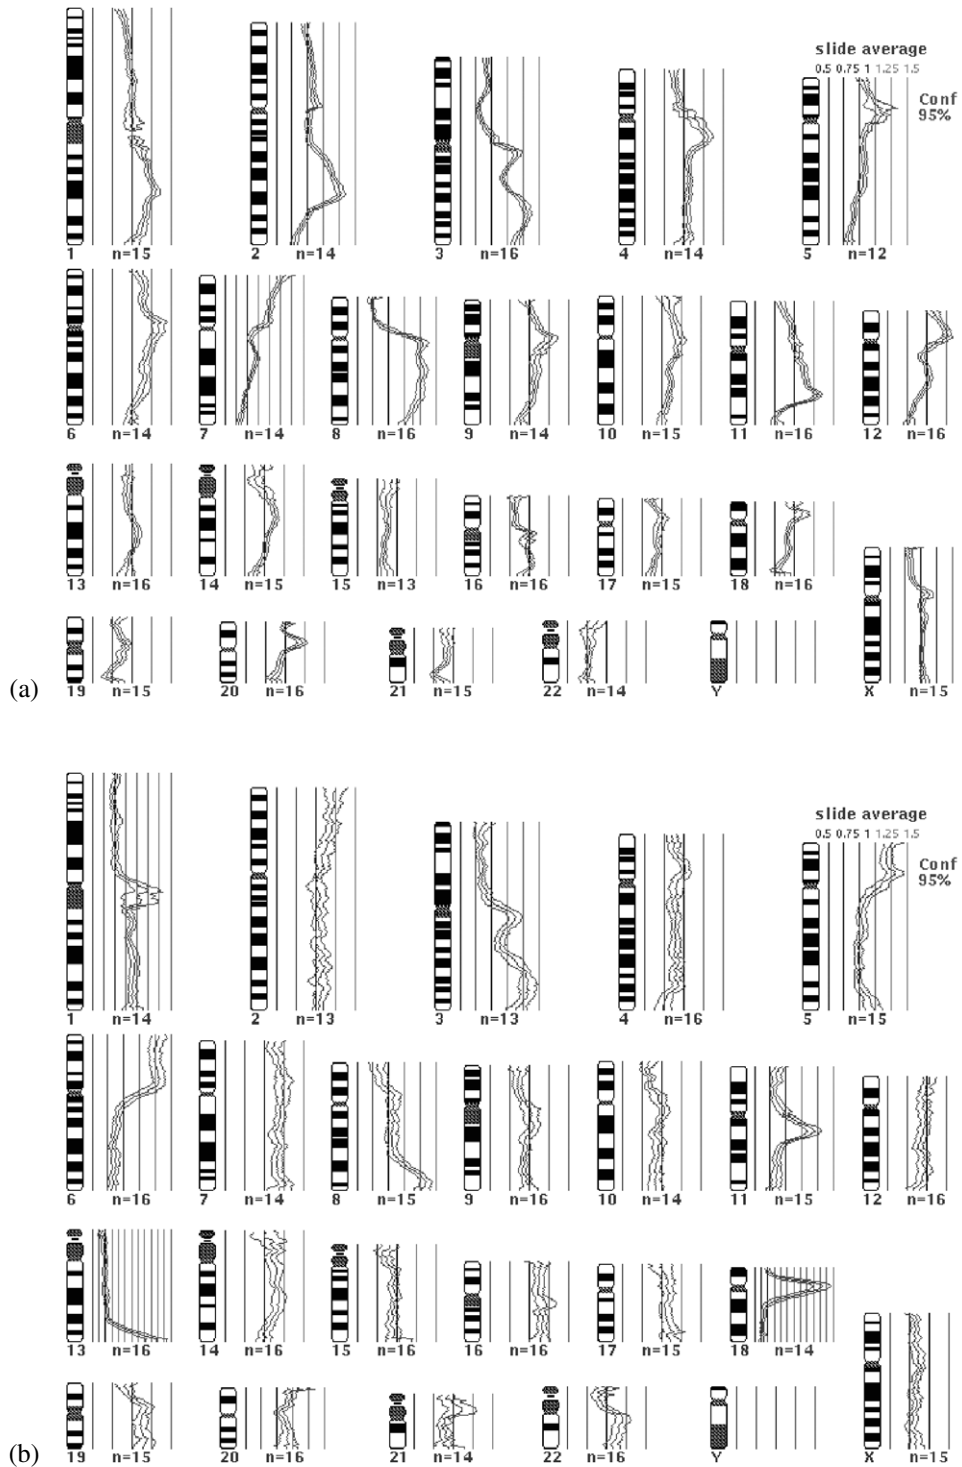 slide average
0.5 0.75 1 1.25 1.5
Conf
95%
1 n=15
2 n=14
3 n=16
4 n=14
5 n=12
6 n=14
7 n=14
8 n=16
9 n=14
10 n=15
11 n=16
12 n=16
13 n=16
14 n=15
15 n=13
16 n=16
17 n=15
18 n=16
19 n=15
20 n=16
21 n=15
22 n=14
Y
X n=15
(a)
slide average
0.5 0.75 1 1.25 1.5
Conf
95%
1 n=14
2 n=13
3 n=13
4 n=16
5 n=15
6 n=16
7 n=14
8 n=15
9 n=16
10 n=14
11 n=15
12 n=16
13 n=16
14 n=16
15 n=16
16 n=16
17 n=15
18 n=14
19 n=15
20 n=16
21 n=14
22 n=16
Y
X n=15
(b)